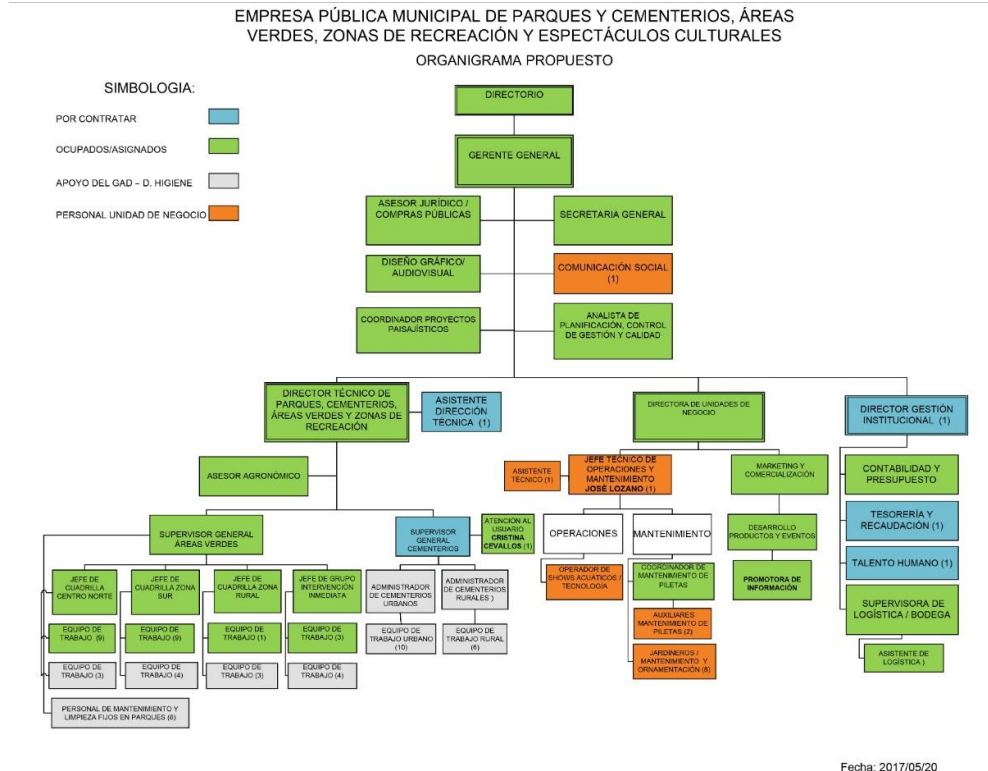 EMPRESA PÚBLICA MUNICIPAL DE PARQUES Y CEMENTERIOS, ÁREAS
VERDES, ZONAS DE RECREACIÓN Y ESPECTÁCULOS CULTURALES
ORGANIGRAMA PROPUESTO
SIMBOLOGIA:
POR CONTRATAR
OCUPADOS/ASIGNADOS
APOYO DEL GAD – D. HIGIENE
PERSONAL UNIDAD DE NEGOCIO
DIRECTORIO
GERENTE GENERAL
ASESOR JURÍDICO /
COMPRAS PÚBLICAS
SECRETARIA GENERAL
DISEÑO GRÁFICO/
AUDIOVISUAL
COMUNICACIÓN SOCIAL
(1)
COORDINADOR PROYECTOS
PAISAJÍSTICOS
ANALISTA DE
PLANIFICACIÓN, CONTROL
DE GESTIÓN Y CALIDAD
DIRECTOR TÉCNICO DE
PARQUES, CEMENTERIOS,
ÁREAS VERDES Y ZONAS DE
RECREACIÓN
ASISTENTE
DIRECCIÓN
TÉCNICA (1)
DIRECTORA DE UNIDADES DE
NEGOCIO
DIRECTOR GESTIÓN
INSTITUCIONAL (1)
ASESOR AGRONÓMICO
ASISTENTE
TÉCNICO (1)
JEFE TÉCNICO DE
OPERACIONES Y
MANTENIMIENTO
JOSÉ LOZANO (1)
MARKETING Y
COMERCIALIZACIÓN
CONTABILIDAD Y
PRESUPUESTO
SUPERVISOR GENERAL
ÁREAS VERDES
SUPERVISOR
GENERAL
CEMENTERIOS
ATENCIÓN AL
USUARIO
CRISTINA
CEVALLOS (1)
OPERACIONES
MANTENIMIENTO
DESARROLLO
PRODUCTOS Y EVENTOS
TESORERÍA Y
RECAUDACIÓN (1)
JEFE DE
CUADRILLA
CENTRO NORTE
JEFE DE
CUADRILLA ZONA
SUR
JEFE DE
CUADRILLA ZONA
RURAL
JEFE DE GRUPO
INTERVENCIÓN
INMEDIATA
ADMINISTRADOR
DE CEMENTERIOS
URBANOS
ADMINISTRADOR
DE CEMENTERIOS
RURALES )
OPERADOR DE
SHOWS ACUÁTICOS /
TECNOLOGÍA
COORDINADOR DE
MANTENIMIENTO DE
PILETAS
PROMOTORA DE
INFORMACIÓN
TALENTO HUMANO (1)
EQUIPO DE
TRABAJO (9)
EQUIPO DE
TRABAJO (9)
EQUIPO DE
TRABAJO (1)
EQUIPO DE
TRABAJO (3)
EQUIPO DE
TRABAJO URBANO
(10)
EQUIPO DE
TRABAJO RURAL
(6)
AUXILIARES
MANTENIMIENTO DE
PILETAS (2)
SUPERVISORA DE
LOGÍSTICA / BODEGA
EQUIPO DE
TRABAJO (3)
EQUIPO DE
TRABAJO (4)
EQUIPO DE
TRABAJO (3)
EQUIPO DE
TRABAJO (4)
JARDINEROS /
MANTENIMIENTO Y
ORNAMENTACIÓN (8)
ASISTENTE DE
LOGÍSTICA )
PERSONAL DE MANTENIMIENTO Y
LIMPIEZA FIJOS EN PARQUES (8)
Fecha: 2017/05/20